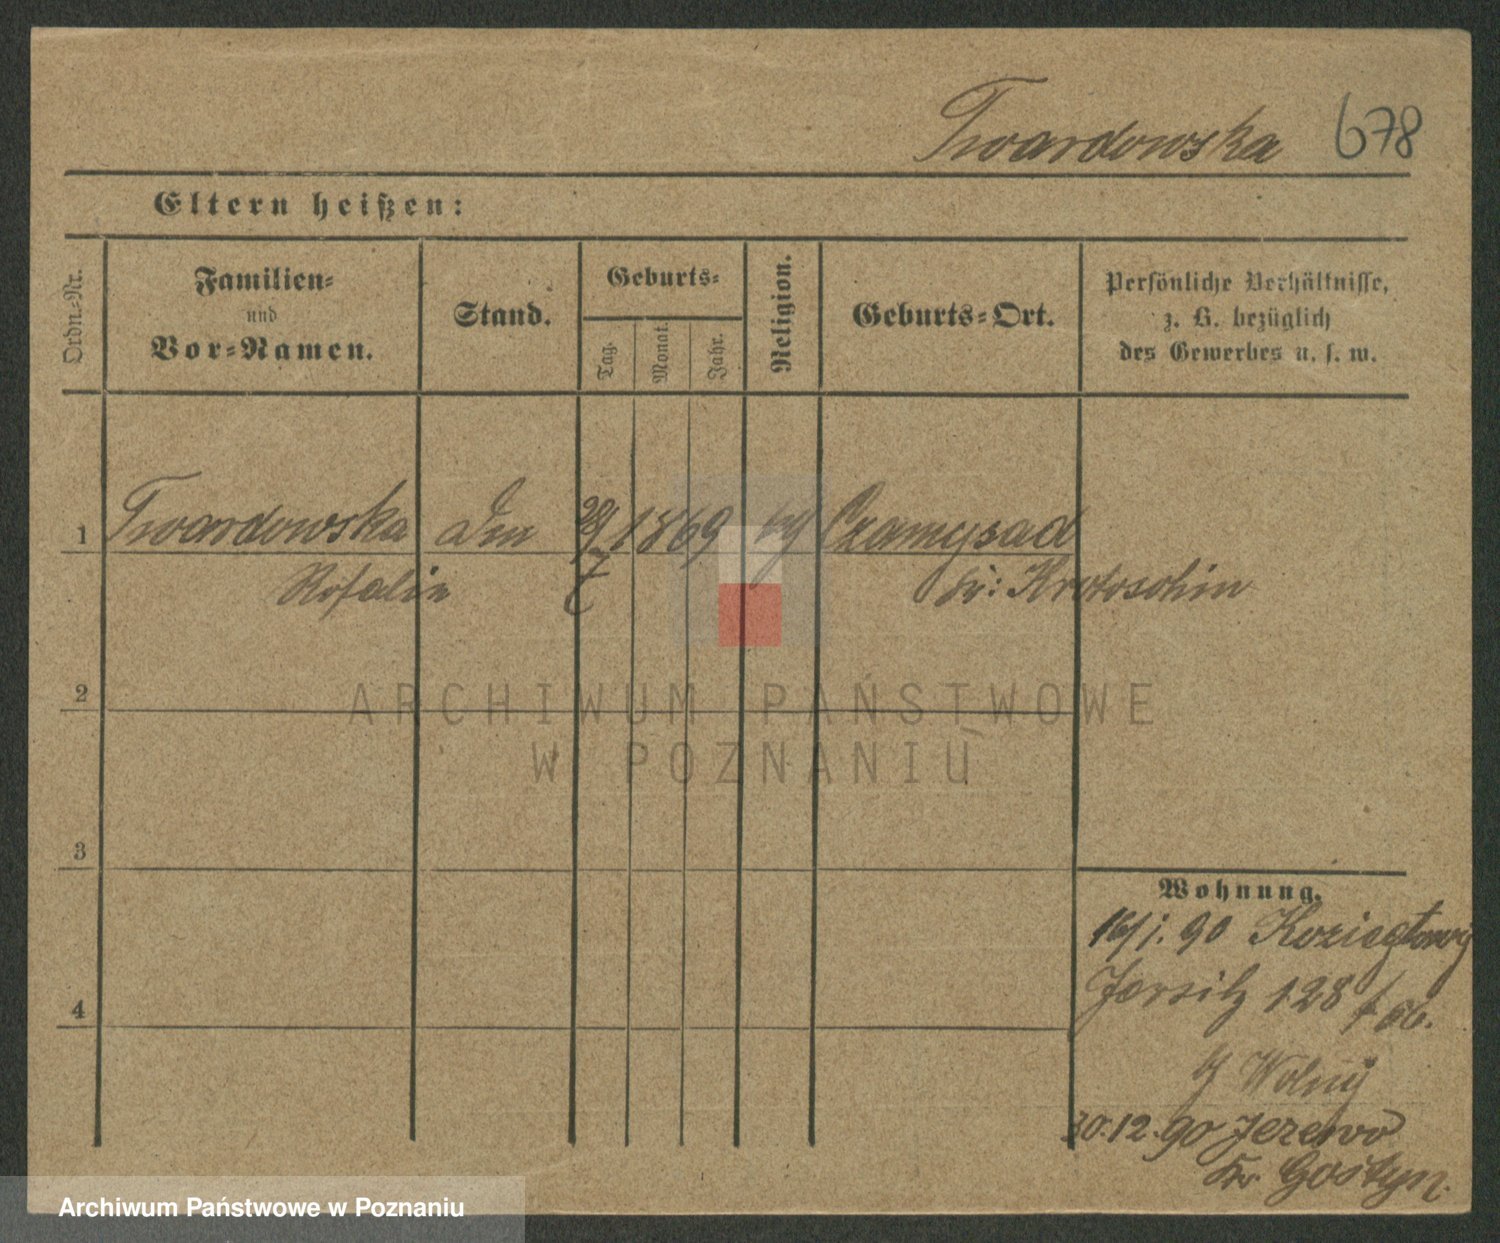 Twardowska 678
Eltern heißen:
Ordn.-Nr.
Familien-
und
Vor-Namen.
Stand.
Geburts-
Tag.
Monat.
Jahr.
Religion.
Geburts-Ort.
Persönliche Verhältnisse,
z. B. bezüglich
des Gewerbes u. s. w.
1 Twardowska 28/ 1869 Czarnysad
Rosalie 7 Kr: Krotoschin
2
ARCHIWUM PAŃSTWOWE
W POZNANIU
3
Wohnung.
16/1. 90 Koziegłowy
Jersitz 128
Wolny
4
30.12.90 Jezewo
Kr. Gostyn.
Archiwum Państwowe w Poznaniu